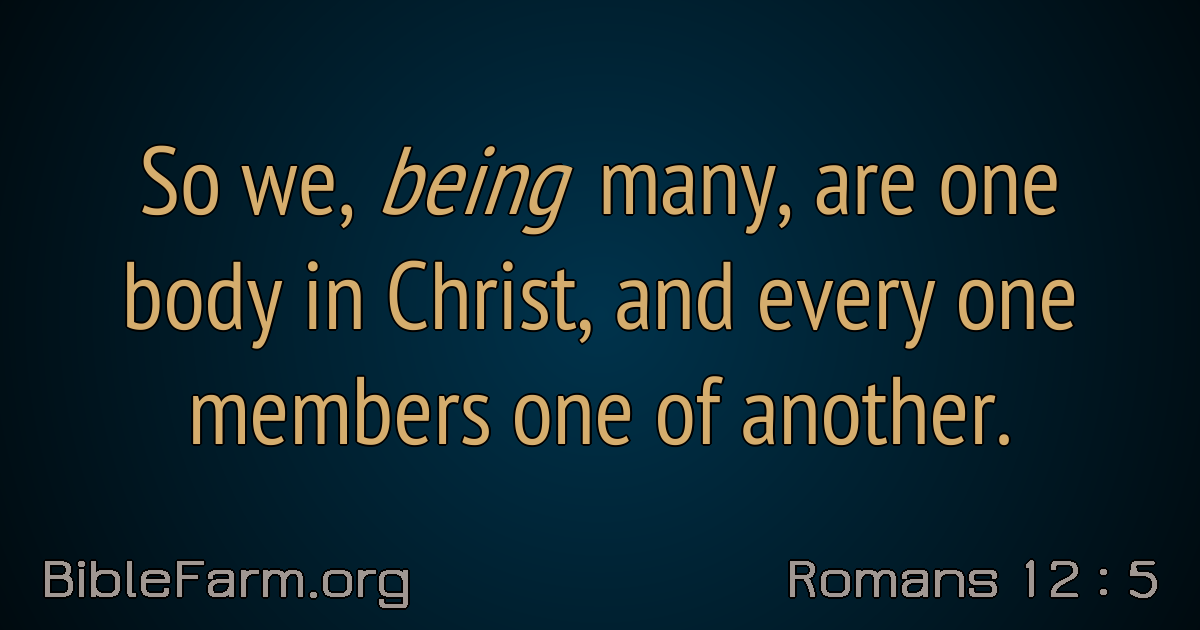 So we, being many, are one
body in Christ, and every one
members one of another.
BibleFarm.org
Romans 12 : 5